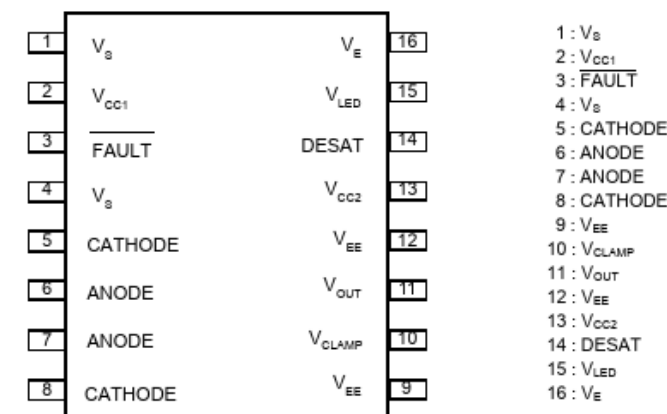 1 V_S V_E 16
2 V_CC1 V_LED 15
3 F̅A̅U̅L̅T̅ DESAT 14
4 V_S V_CC2 13
5 CATHODE V_EE 12
6 ANODE V_OUT 11
7 ANODE V_CLAMP 10
8 CATHODE V_EE 9
1 : V_S
2 : V_CC1
3 : F̅A̅U̅L̅T̅
4 : V_S
5 : CATHODE
6 : ANODE
7 : ANODE
8 : CATHODE
9 : V_EE
10 : V_CLAMP
11 : V_OUT
12 : V_EE
13 : V_CC2
14 : DESAT
15 : V_LED
16 : V_E